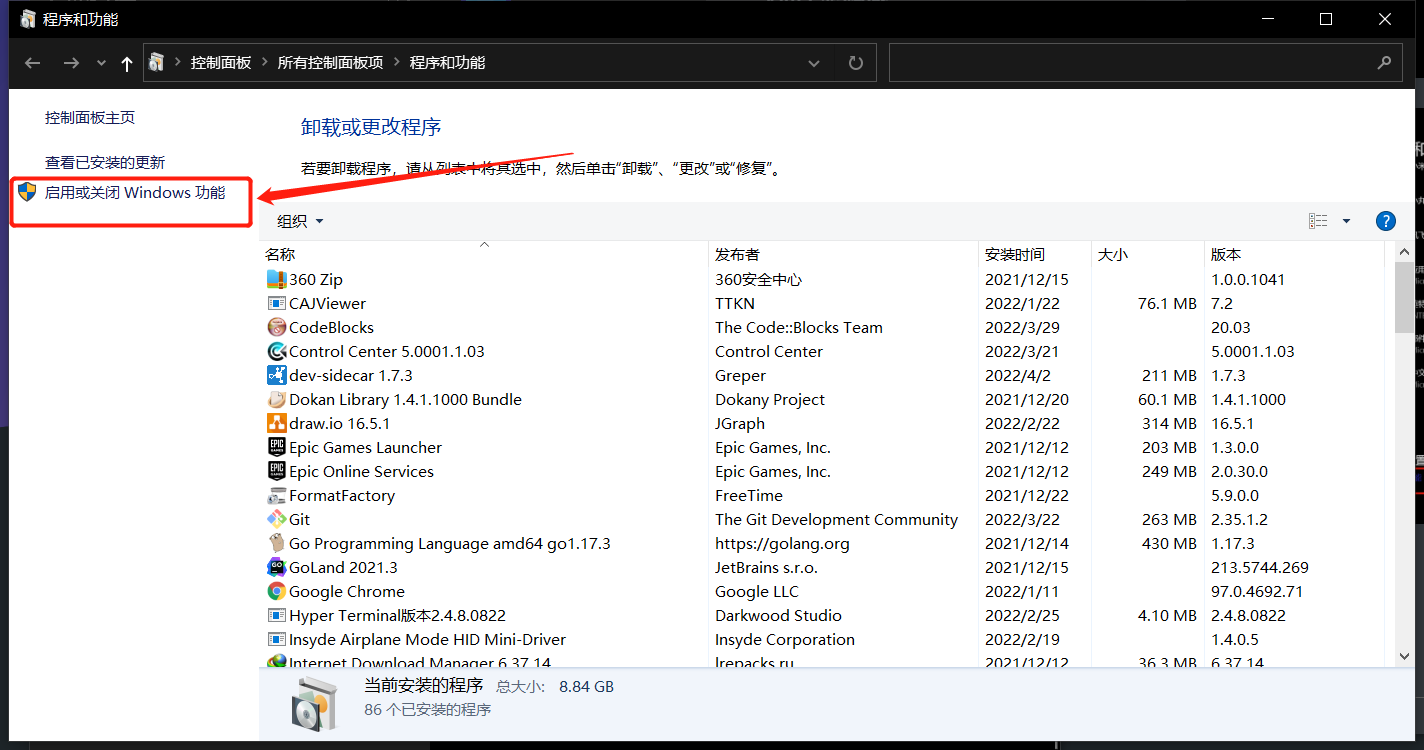 程序和功能
控制面板 所有控制面板项 程序和功能
控制面板主页
查看已安装的更新
启用或关闭 Windows 功能
卸载或更改程序
若要卸载程序，请从列表中将其选中，然后单击“卸载”、“更改”或“修复”。
组织
名称 发布者 安装时间 大小 版本
360 Zip 360安全中心 2021/12/15 1.0.0.1041
CAJViewer TTKN 2022/1/22 76.1 MB 7.2
CodeBlocks The Code::Blocks Team 2022/3/29 20.03
Control Center 5.0001.1.03 Control Center 2022/3/21 5.0001.1.03
dev-sidecar 1.7.3 Greper 2022/4/2 211 MB 1.7.3
Dokan Library 1.4.1.1000 Bundle Dokany Project 2021/12/20 60.1 MB 1.4.1.1000
draw.io 16.5.1 JGraph 2022/2/22 314 MB 16.5.1
Epic Games Launcher Epic Games, Inc. 2021/12/12 203 MB 1.3.0.0
Epic Online Services Epic Games, Inc. 2021/12/12 249 MB 2.0.30.0
FormatFactory FreeTime 2021/12/22 5.9.0.0
Git The Git Development Community 2022/3/22 263 MB 2.35.1.2
Go Programming Language amd64 go1.17.3 https://golang.org 2021/12/14 430 MB 1.17.3
GoLand 2021.3 JetBrains s.r.o. 2021/12/15 213.5744.269
Google Chrome Google LLC 2022/1/11 97.0.4692.71
Hyper Terminal版本2.4.8.0822 Darkwood Studio 2022/2/25 4.10 MB 2.4.8.0822
Insyde Airplane Mode HID Mini-Driver Insyde Corporation 2022/2/19 1.4.0.5
Internet Download Manager 6.37.14 lrepacks.ru 2021/12/12 36.3 MB 6.37.14
当前安装的程序 总大小: 8.84 GB
86 个已安装的程序